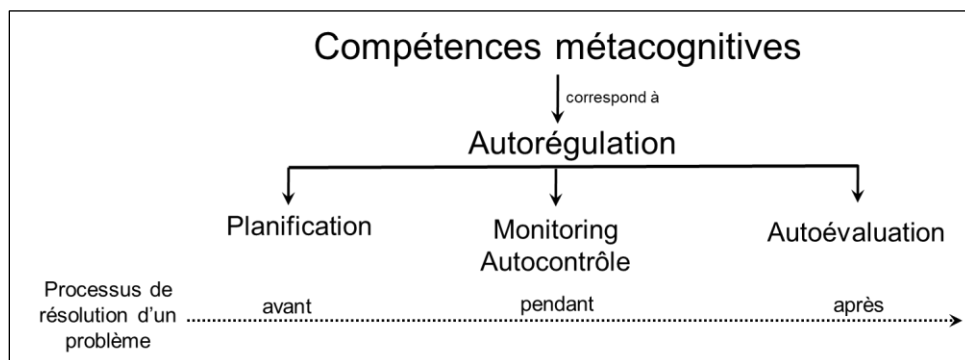 Compétences métacognitives
correspond à
Autorégulation
Planification
Monitoring
Autocontrôle
Autoévaluation
Processus de
résolution d'un
problème
avant
pendant
après